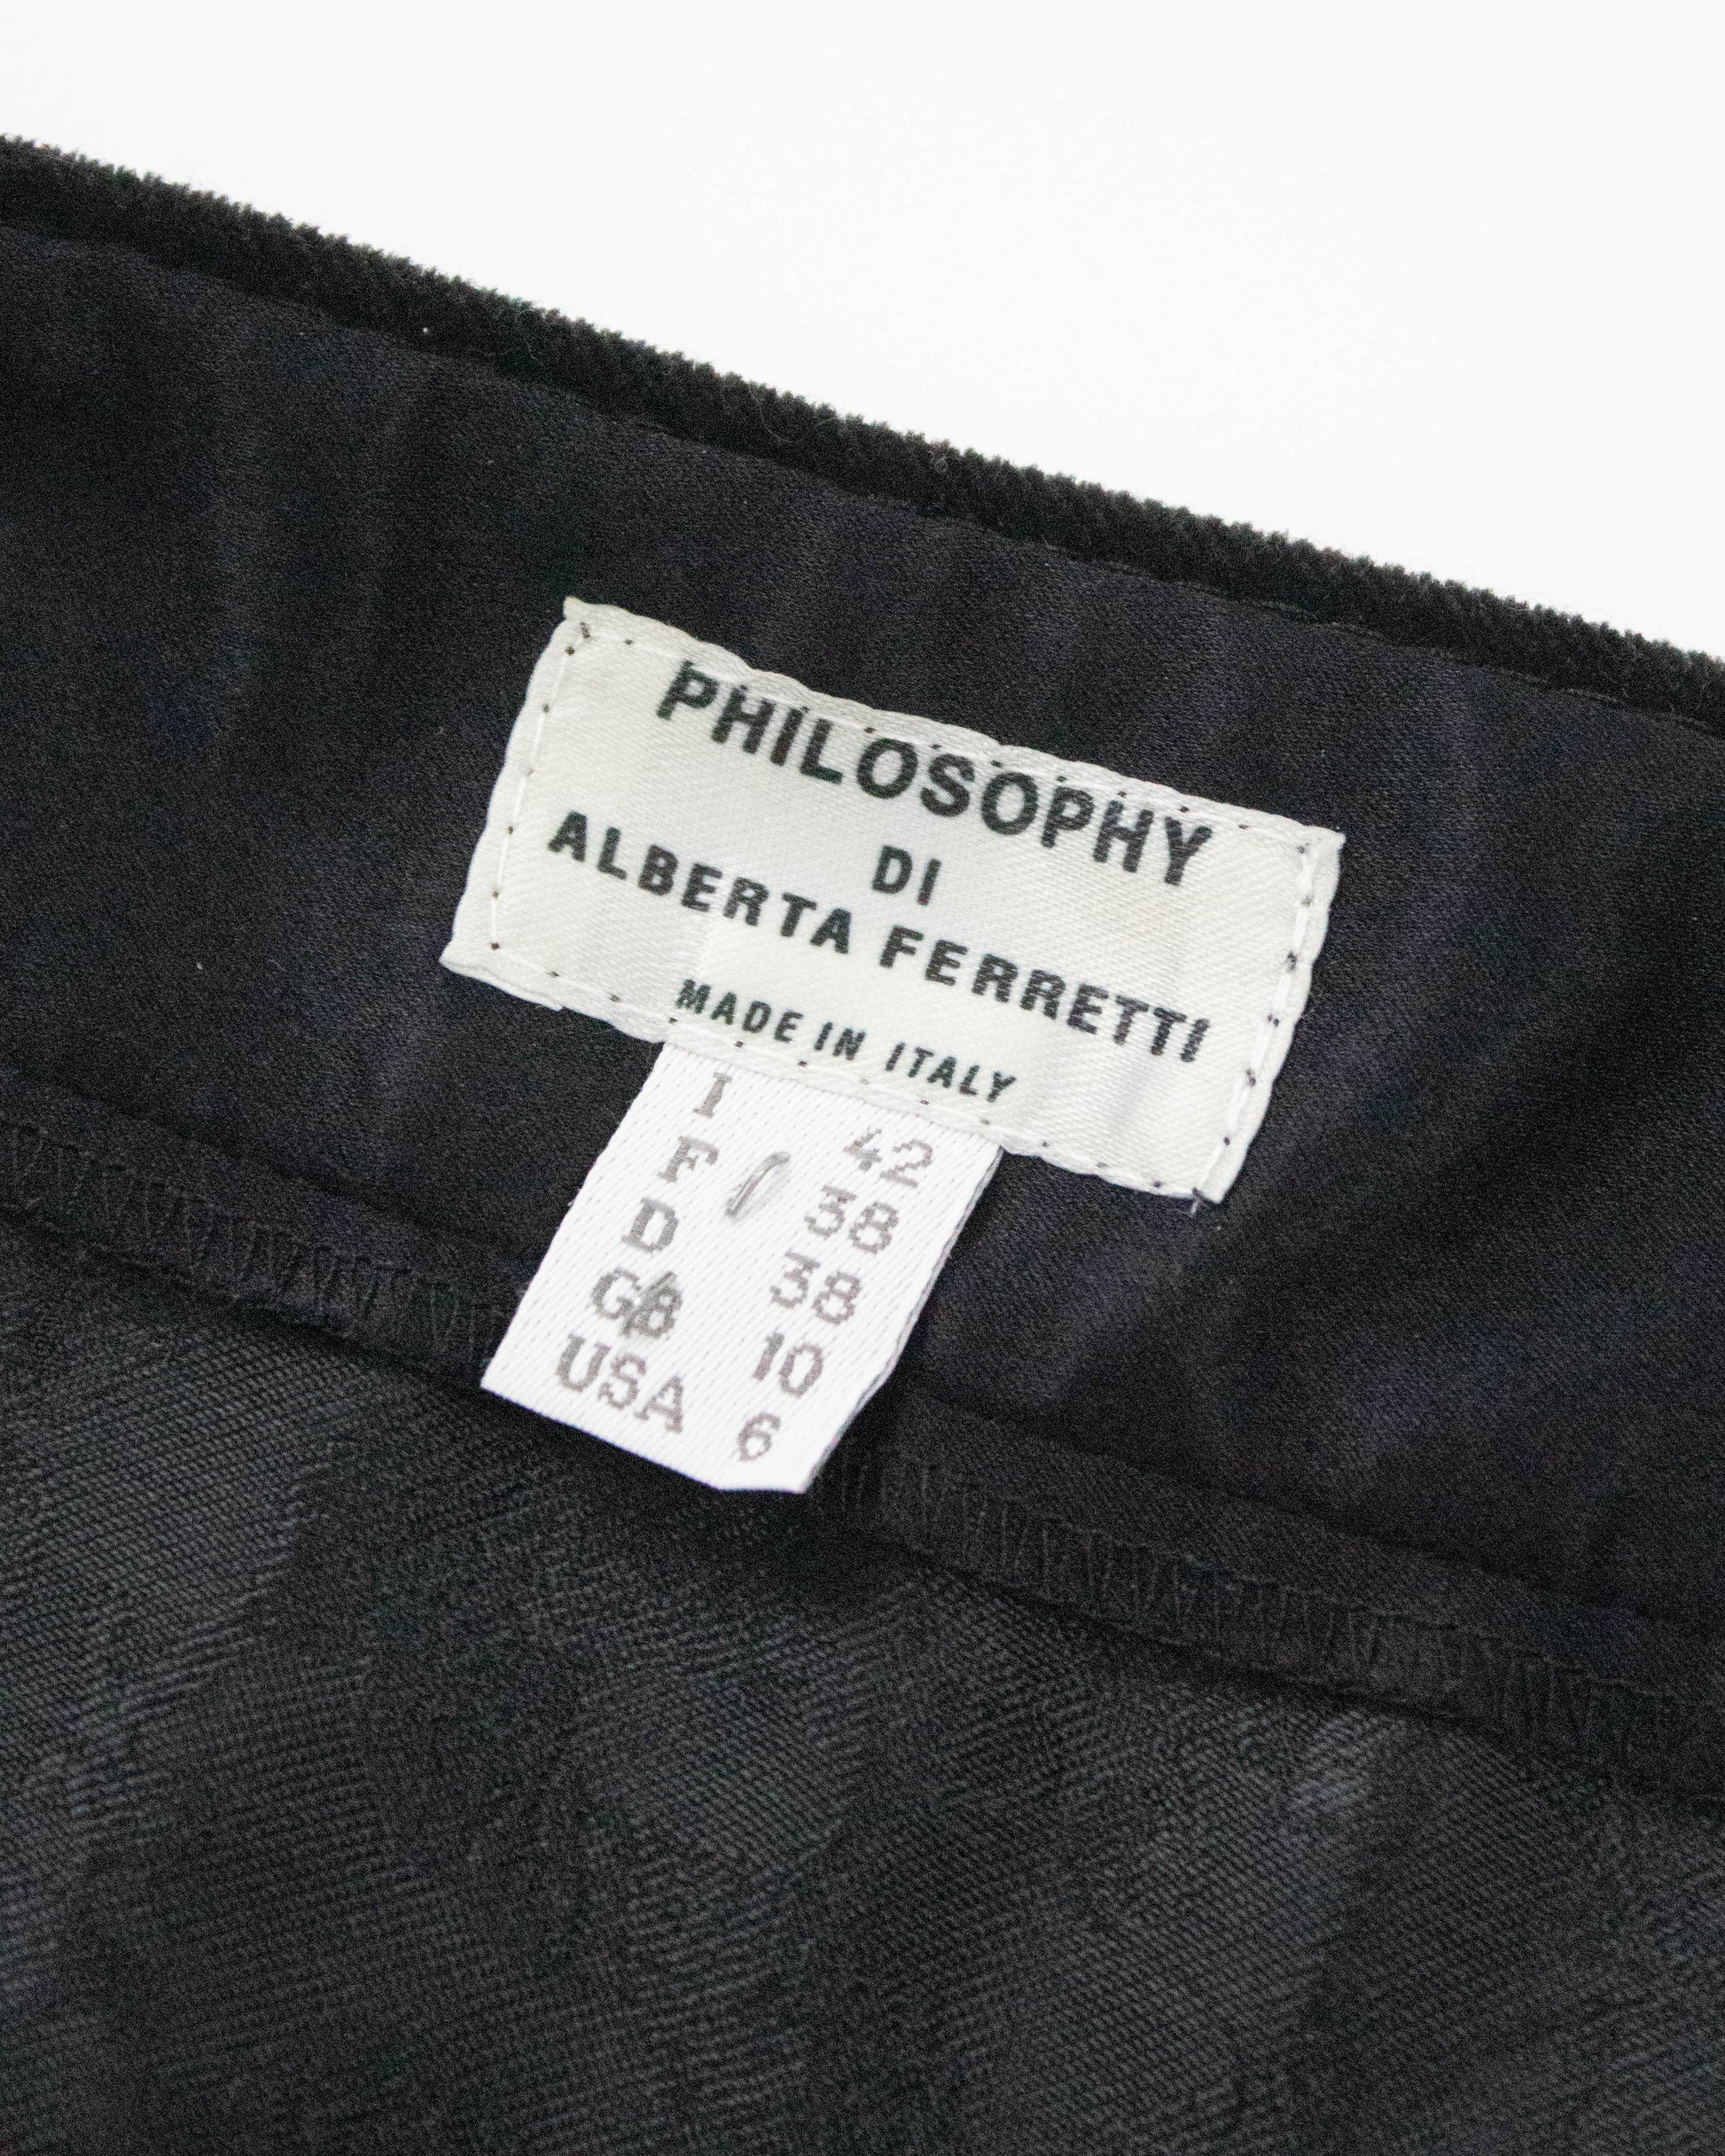 PHILOSOPHY
DI
ALBERTA FERRETTI
MADE IN ITALY
I 42
F 38
D 38
GB 10
USA 6